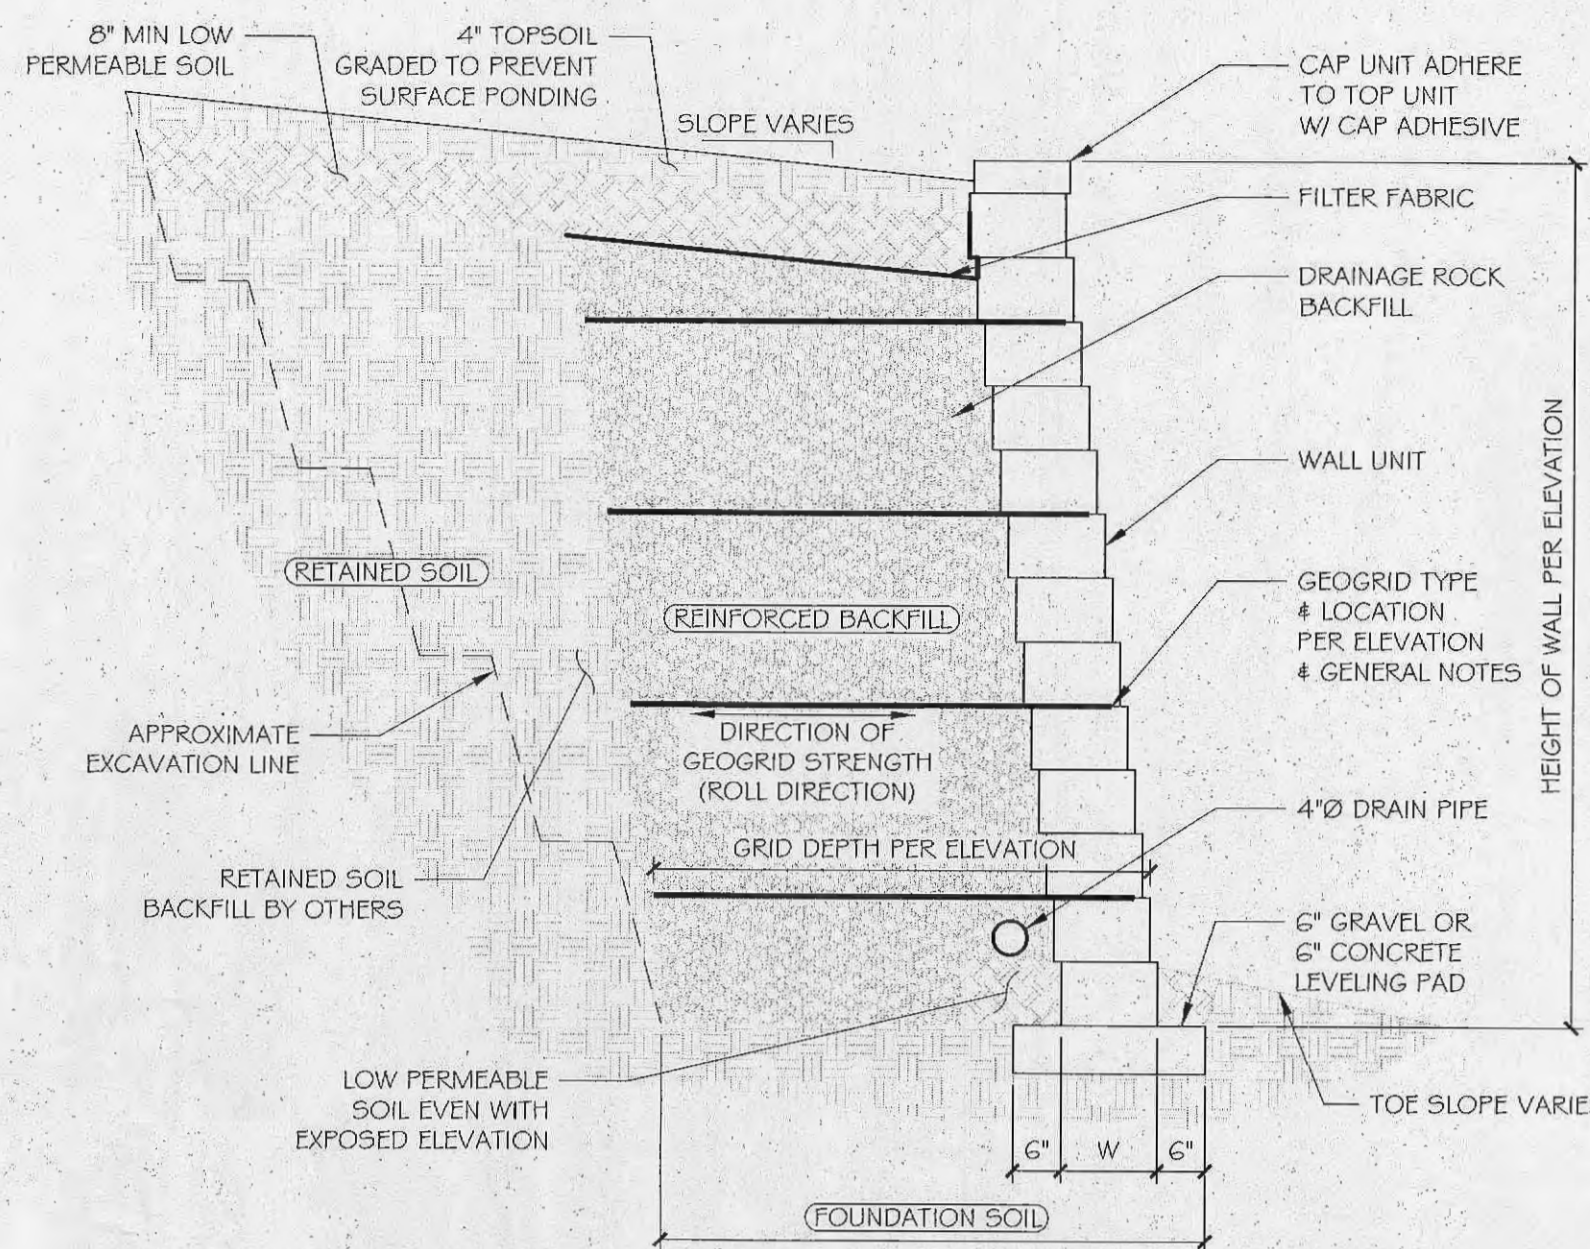 8" MIN LOW
PERMEABLE SOIL
4" TOPSOIL
GRADED TO PREVENT
SURFACE PONDING
SLOPE VARIES
CAP UNIT ADHERE
TO TOP UNIT
W/ CAP ADHESIVE
FILTER FABRIC
DRAINAGE ROCK
BACKFILL
WALL UNIT
HEIGHT OF WALL PER ELEVATION
RETAINED SOIL
REINFORCED BACKFILL
GEOGRID TYPE
& LOCATION
PER ELEVATION
& GENERAL NOTES
APPROXIMATE
EXCAVATION LINE
DIRECTION OF
GEOGRID STRENGTH
(ROLL DIRECTION)
4"Ø DRAIN PIPE
GRID DEPTH PER ELEVATION
RETAINED SOIL
BACKFILL BY OTHERS
6" GRAVEL OR
6" CONCRETE
LEVELING PAD
LOW PERMEABLE
SOIL EVEN WITH
EXPOSED ELEVATION
TOE SLOPE VARIE
6" W 6"
FOUNDATION SOIL